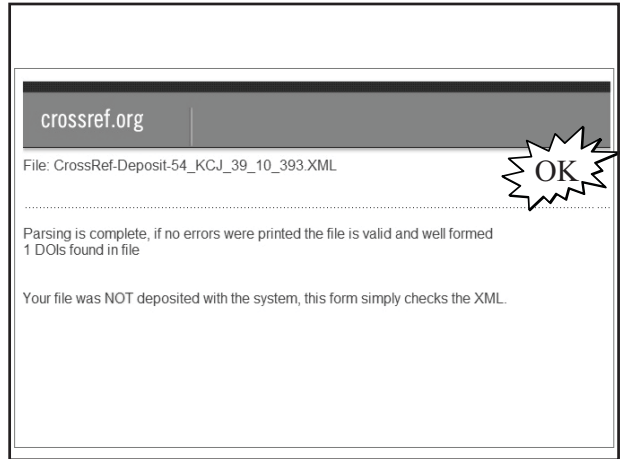 crossref.org
File: CrossRef-Deposit-54_KCJ_39_10_393.XML
OK
Parsing is complete, if no errors were printed the file is valid and well formed
1 DOIs found in file
Your file was NOT deposited with the system, this form simply checks the XML.